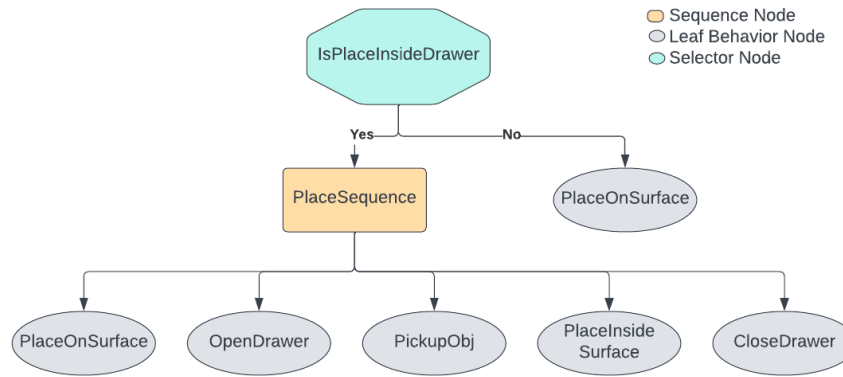 Sequence Node
Leaf Behavior Node
Selector Node
IsPlaceInsideDrawer
Yes
No
PlaceSequence
PlaceOnSurface
PlaceOnSurface
OpenDrawer
PickupObj
PlaceInside
Surface
CloseDrawer